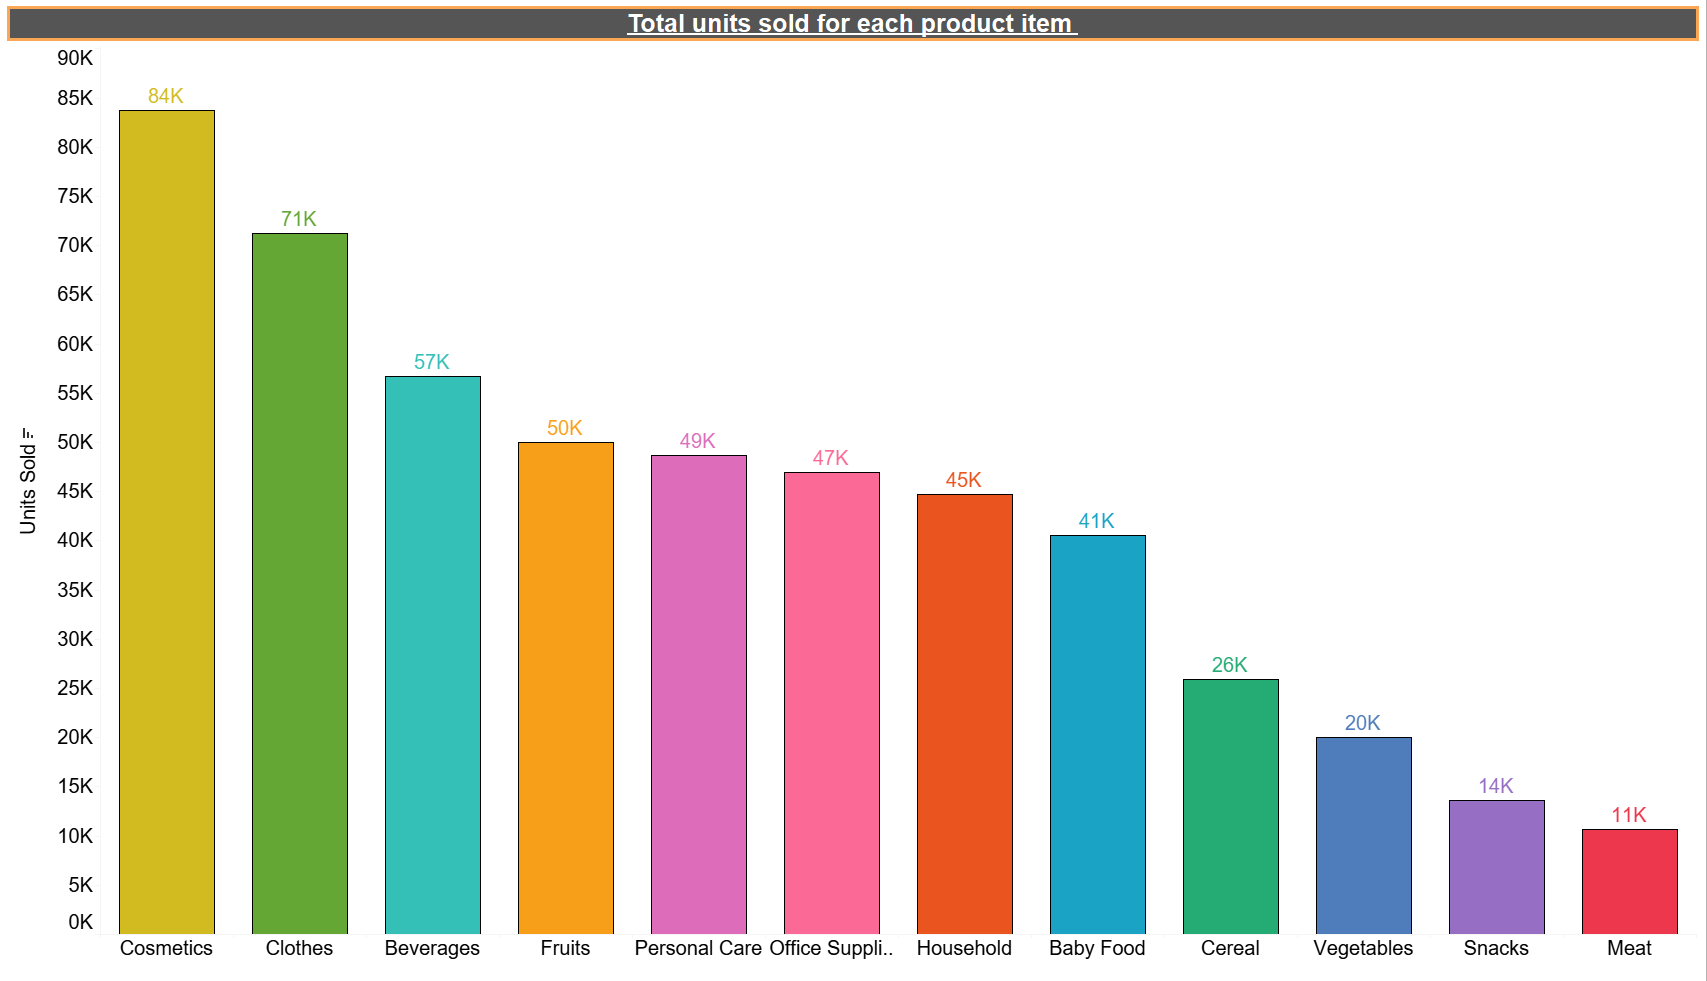 Total units sold for each product item
90K
85K
80K
75K
70K
65K
60K
55K
50K
45K
40K
35K
30K
25K
20K
15K
10K
5K
0K
Units Sold
84K
71K
57K
50K
49K
47K
45K
41K
26K
20K
14K
11K
Cosmetics
Clothes
Beverages
Fruits
Personal Care
Office Suppli..
Household
Baby Food
Cereal
Vegetables
Snacks
Meat